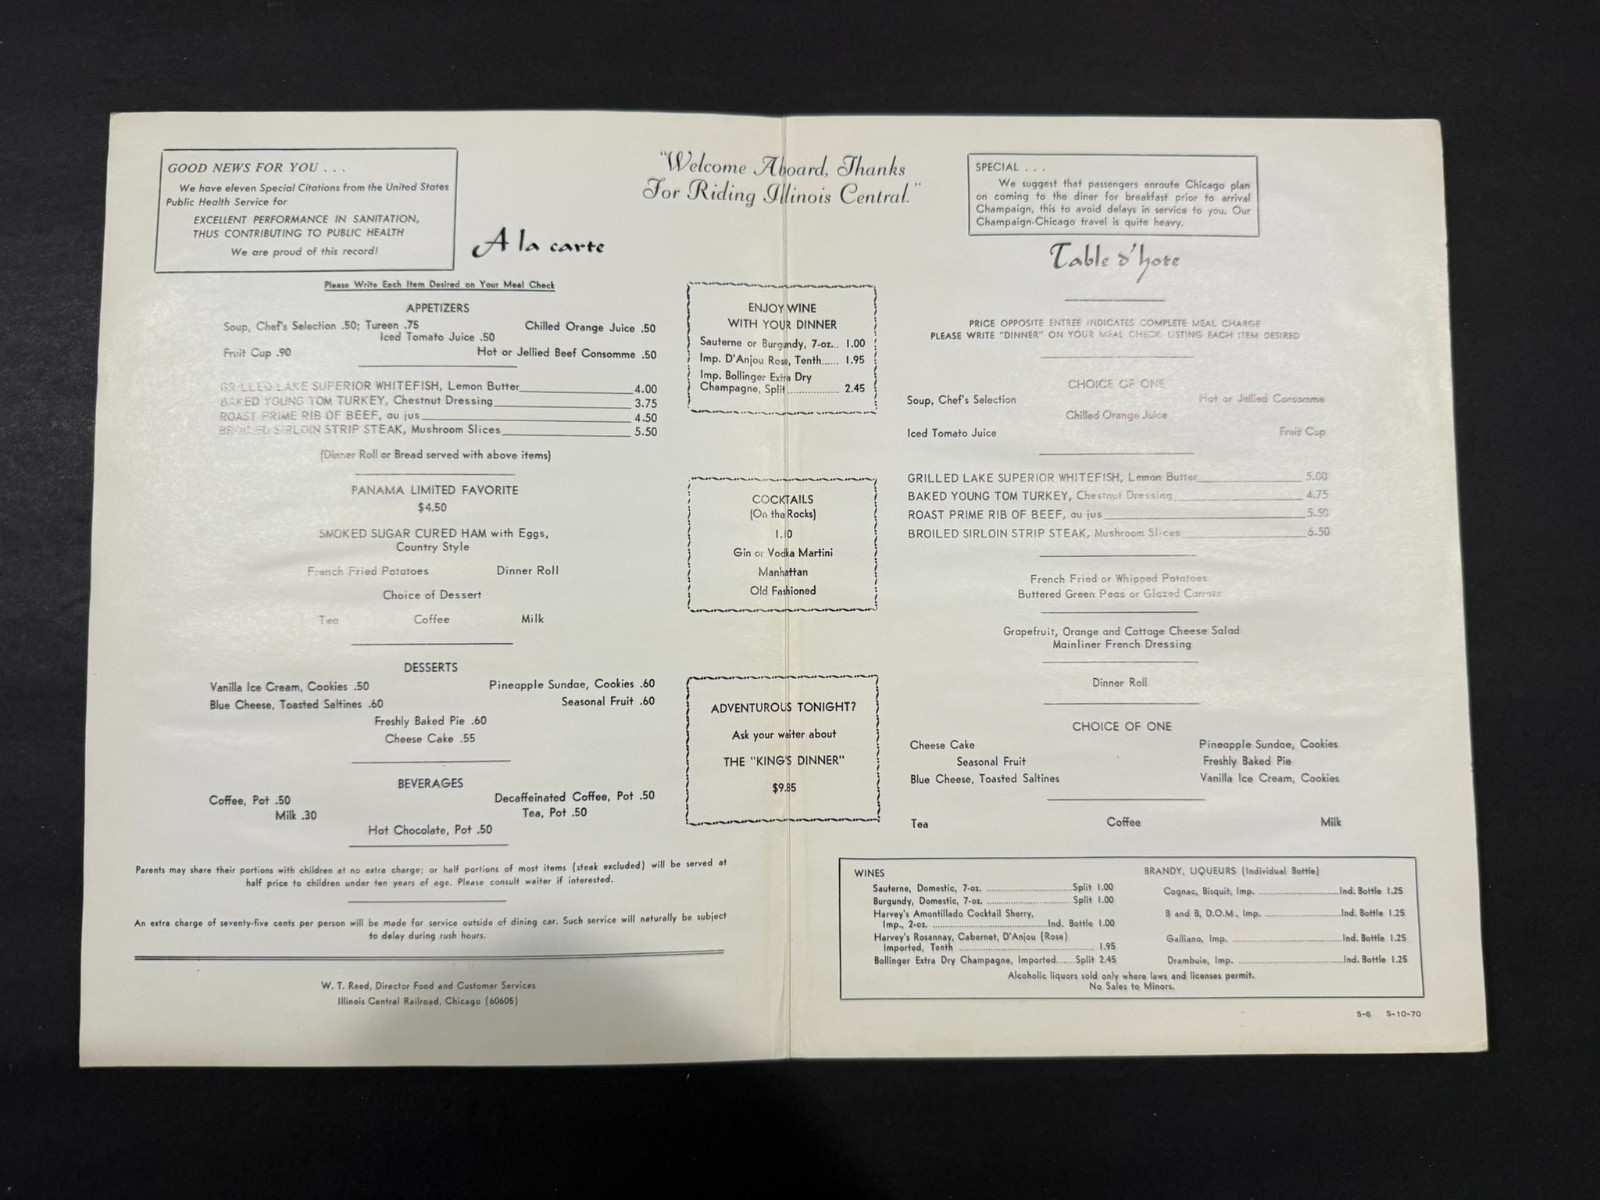 GOOD NEWS FOR YOU . . .
We have eleven Special Citations from the United States
Public Health Service for
EXCELLENT PERFORMANCE IN SANITATION,
THUS CONTRIBUTING TO PUBLIC HEALTH
We are proud of this record!
"Welcome Aboard, Thanks
For Riding Illinois Central."
A la carte
Please Write Each Item Desired on Your Meal Check
APPETIZERS
Soup, Chef's Selection .50; Tureen .75
Chilled Orange Juice .50
Iced Tomato Juice .50
Fruit Cup .90
Hot or Jellied Beef Consomme .50
GRILLED LAKE SUPERIOR WHITEFISH, Lemon Butter 4.00
BAKED YOUNG TOM TURKEY, Chestnut Dressing 3.75
ROAST PRIME RIB OF BEEF, au jus 4.50
BROILED SIRLOIN STRIP STEAK, Mushroom Slices 5.50
(Dinner Roll or Bread served with above items)
PANAMA LIMITED FAVORITE
$4.50
SMOKED SUGAR CURED HAM with Eggs,
Country Style
French Fried Potatoes Dinner Roll
Choice of Dessert
Tea Coffee Milk
DESSERTS
Vanilla Ice Cream, Cookies .50
Pineapple Sundae, Cookies .60
Blue Cheese, Toasted Saltines .60
Seasonal Fruit .60
Freshly Baked Pie .60
Cheese Cake .55
BEVERAGES
Coffee, Pot .50
Decaffeinated Coffee, Pot .50
Milk .30
Tea, Pot .50
Hot Chocolate, Pot .50
Parents may share their portions with children at no extra charge; or half portions of most items (steak excluded) will be served at
half price to children under ten years of age. Please consult waiter if interested.
An extra charge of seventy-five cents per person will be made for service outside of dining car. Such service will naturally be subject
to delay during rush hours.
W. T. Reed, Director Food and Customer Services
Illinois Central Railroad, Chicago (60605)
ENJOY WINE
WITH YOUR DINNER
Sauterne or Burgundy, 7-oz... 1.00
Imp. D'Anjou Rose, Tenth...... 1.95
Imp. Bollinger Extra Dry
Champagne, Split ................ 2.45
COCKTAILS
(On the Rocks)
1.10
Gin or Vodka Martini
Manhattan
Old Fashioned
ADVENTUROUS TONIGHT?
Ask your waiter about
THE "KING'S DINNER"
$9.85
SPECIAL . . .
We suggest that passengers enroute Chicago plan
on coming to the diner for breakfast prior to arrival
Champaign, this to avoid delays in service to you. Our
Champaign-Chicago travel is quite heavy.
Table d'hote
PRICE OPPOSITE ENTREE INDICATES COMPLETE MEAL CHARGE
PLEASE WRITE "DINNER" ON YOUR MEAL CHECK LISTING EACH ITEM DESIRED
CHOICE OF ONE
Soup, Chef's Selection
Hot or Jellied Consomme
Chilled Orange Juice
Iced Tomato Juice
Fruit Cup
GRILLED LAKE SUPERIOR WHITEFISH, Lemon Butter 5.00
BAKED YOUNG TOM TURKEY, Chestnut Dressing 4.75
ROAST PRIME RIB OF BEEF, au jus 5.50
BROILED SIRLOIN STRIP STEAK, Mushroom Slices 6.50
French Fried or Whipped Potatoes
Buttered Green Peas or Glazed Carrots
Grapefruit, Orange and Cottage Cheese Salad
Mainliner French Dressing
Dinner Roll
CHOICE OF ONE
Cheese Cake
Pineapple Sundae, Cookies
Seasonal Fruit
Freshly Baked Pie
Blue Cheese, Toasted Saltines
Vanilla Ice Cream, Cookies
Tea Coffee Milk
WINES
Sauterne, Domestic, 7-oz. ............ Split 1.00
Burgundy, Domestic, 7-oz. ............ Split 1.00
Harvey's Amontillado Cocktail Sherry,
Imp., 2-oz. ............ Ind. Bottle 1.00
Harvey's Rosannay, Cabernet, D'Anjou (Rose)
Imported, Tenth ............ 1.95
Bollinger Extra Dry Champagne, Imported...... Split 2.45
BRANDY, LIQUEURS (Individual Bottle)
Cognac, Bisquit, Imp. ............ Ind. Bottle 1.25
B and B, D.O.M., Imp. ............ Ind. Bottle 1.25
Galliano, Imp. ............ Ind. Bottle 1.25
Drambuie, Imp. ............ Ind. Bottle 1.25
Alcoholic liquors sold only where laws and licenses permit.
No Sales to Minors.
5-6 5-10-70